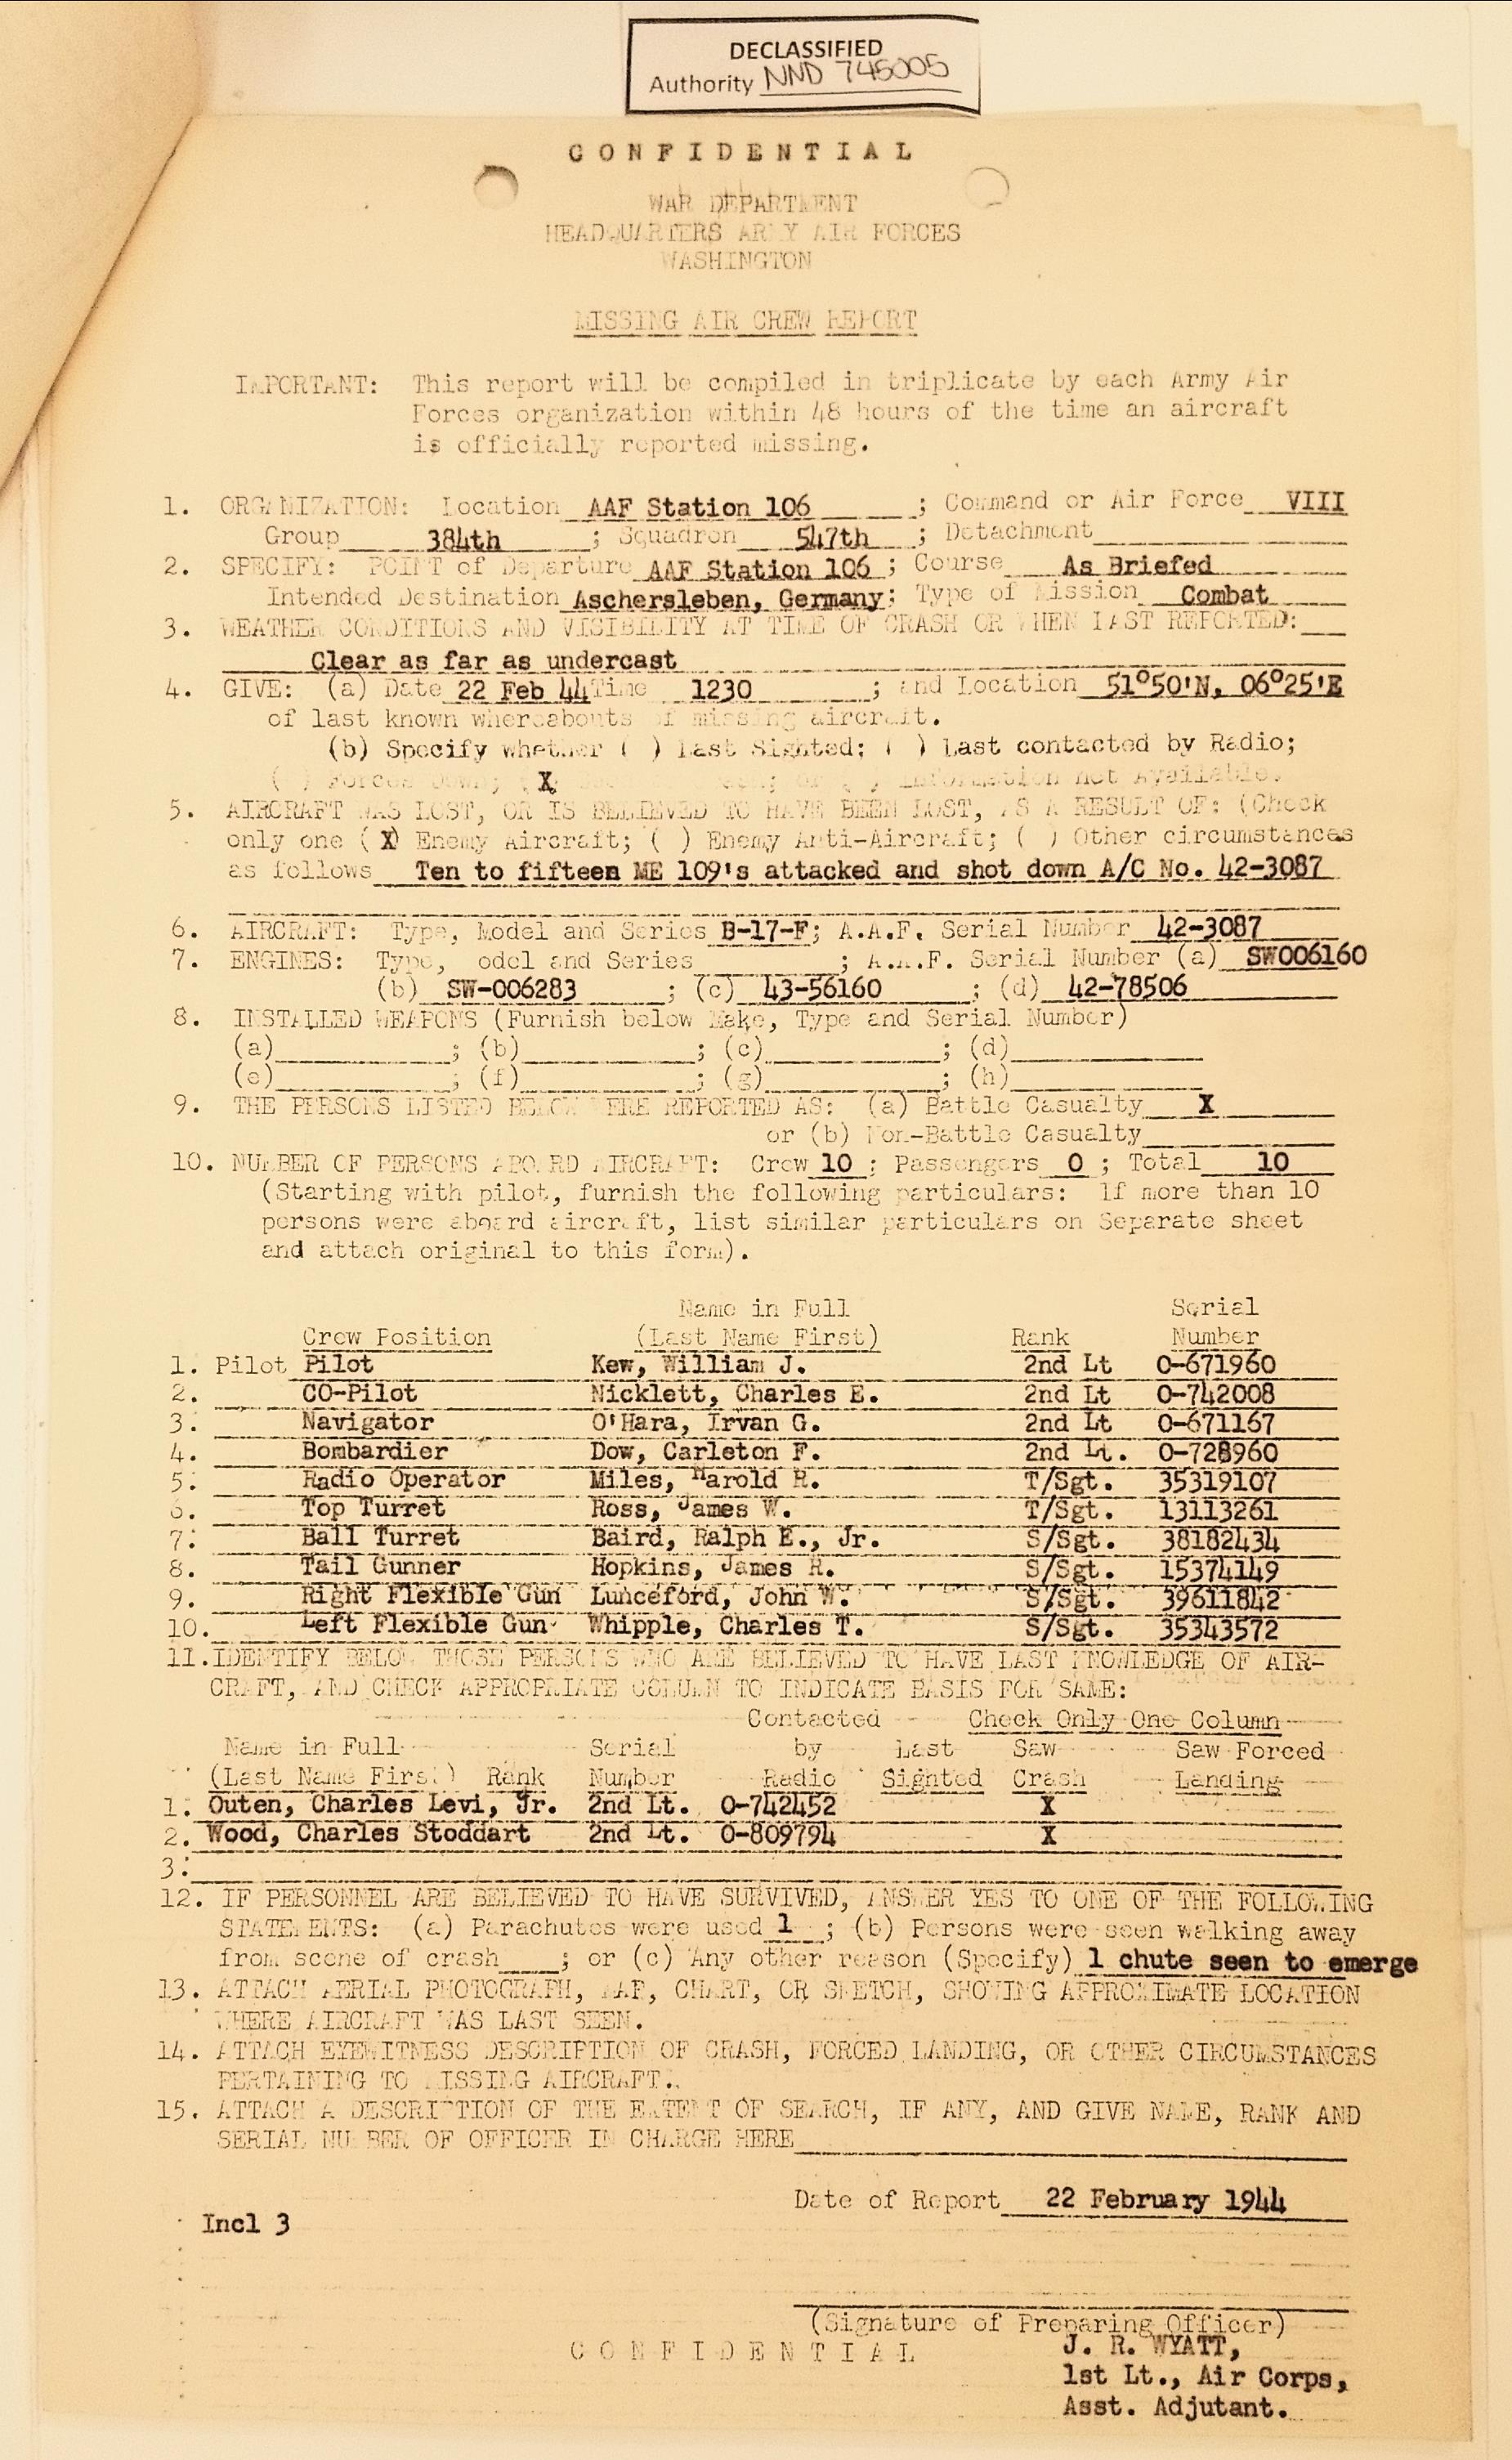 DECLASSIFIED
Authority NND 745005
CONFIDENTIAL
WAR DEPARTMENT
HEADQUARTERS ARMY AIR FORCES
WASHINGTON
MISSING AIR CREW REPORT
IMPORTANT: This report will be compiled in triplicate by each Army Air
Forces organization within 48 hours of the time an aircraft
is officially reported missing.
1. ORGANIZATION: Location AAF Station 106 ; Command or Air Force VIII
Group 384th ; Squadron 547th ; Detachment
2. SPECIFY: POINT of Departure AAF Station 106 ; Course As Briefed
Intended Destination Aschersleben, Germany; Type of Mission Combat
3. WEATHER CONDITIONS AND VISIBILITY AT TIME OF CRASH OR WHEN LAST REPORTED:
Clear as far as undercast
4. GIVE: (a) Date 22 Feb 44 Time 1230 ; and Location 51°50'N, 06°25'E
of last known whereabouts of missing aircraft.
(b) Specify whether ( ) Last Sighted; ( ) Last contacted by Radio;
( ) Forced Down; (X) ; or ( ) Information not Available.
5. AIRCRAFT WAS LOST, OR IS BELIEVED TO HAVE BEEN LOST, AS A RESULT OF: (Check
only one (X) Enemy Aircraft; ( ) Enemy Anti-Aircraft; ( ) Other circumstances
as follows Ten to fifteen ME 109's attacked and shot down A/C No. 42-3087
6. AIRCRAFT: Type, Model and Series B-17-F; A.A.F. Serial Number 42-3087
7. ENGINES: Type, Model and Series ; A.A.F. Serial Number (a) SW006160
(b) SW-006283 ; (c) 43-56160 ; (d) 42-78506
8. INSTALLED WEAPONS (Furnish below Make, Type and Serial Number)
(a) ; (b) ; (c) ; (d)
(e) ; (f) ; (g) ; (h)
9. THE PERSONS LISTED BELOW WERE REPORTED AS: (a) Battle Casualty X
or (b) Non-Battle Casualty
10. NUMBER OF PERSONS ABOARD AIRCRAFT: Crew 10 ; Passengers 0 ; Total 10
(Starting with pilot, furnish the following particulars: If more than 10
persons were aboard aircraft, list similar particulars on Separate sheet
and attach original to this form).
Name in Full Serial
Crew Position (Last Name First) Rank Number
1. Pilot Pilot Kew, William J. 2nd Lt O-671960
2. CO-Pilot Nicklett, Charles E. 2nd Lt O-742008
3. Navigator O'Hara, Irvan G. 2nd Lt O-671167
4. Bombardier Dow, Carleton F. 2nd Lt. O-728960
5. Radio Operator Miles, Harold R. T/Sgt. 35319107
6. Top Turret Ross, James W. T/Sgt. 13113261
7. Ball Turret Baird, Ralph E., Jr. S/Sgt. 38182434
8. Tail Gunner Hopkins, James R. S/Sgt. 15374149
9. Right Flexible Gun Lunceford, John W. S/Sgt. 39611842
10. Left Flexible Gun Whipple, Charles T. S/Sgt. 35343572
11. IDENTIFY BELOW THOSE PERSONS WHO ARE BELIEVED TO HAVE LAST KNOWLEDGE OF AIR-
CRAFT, AND CHECK APPROPRIATE COLUMN TO INDICATE BASIS FOR SAME:
Contacted Check Only One Column
Name in Full Serial by Last Saw Saw Forced
(Last Name First) Rank Number Radio Sighted Crash Landing
1. Outen, Charles Levi, Jr. 2nd Lt. O-742452 X
2. Wood, Charles Stoddart 2nd Lt. O-809794 X
3.
12. IF PERSONNEL ARE BELIEVED TO HAVE SURVIVED, ANSWER YES TO ONE OF THE FOLLOWING
STATEMENTS: (a) Parachutes were used 1 ; (b) Persons were seen walking away
from scene of crash ; or (c) Any other reason (Specify) 1 chute seen to emerge
13. ATTACH AERIAL PHOTOGRAPH, MAP, CHART, OR SKETCH, SHOWING APPROXIMATE LOCATION
WHERE AIRCRAFT WAS LAST SEEN.
14. ATTACH EYEWITNESS DESCRIPTION OF CRASH, FORCED LANDING, OR OTHER CIRCUMSTANCES
PERTAINING TO MISSING AIRCRAFT.
15. ATTACH A DESCRIPTION OF THE EXTENT OF SEARCH, IF ANY, AND GIVE NAME, RANK AND
SERIAL NUMBER OF OFFICER IN CHARGE HERE
Date of Report 22 February 1944
Incl 3
(Signature of Preparing Officer)
CONFIDENTIAL
J. R. WYATT,
1st Lt., Air Corps,
Asst. Adjutant.